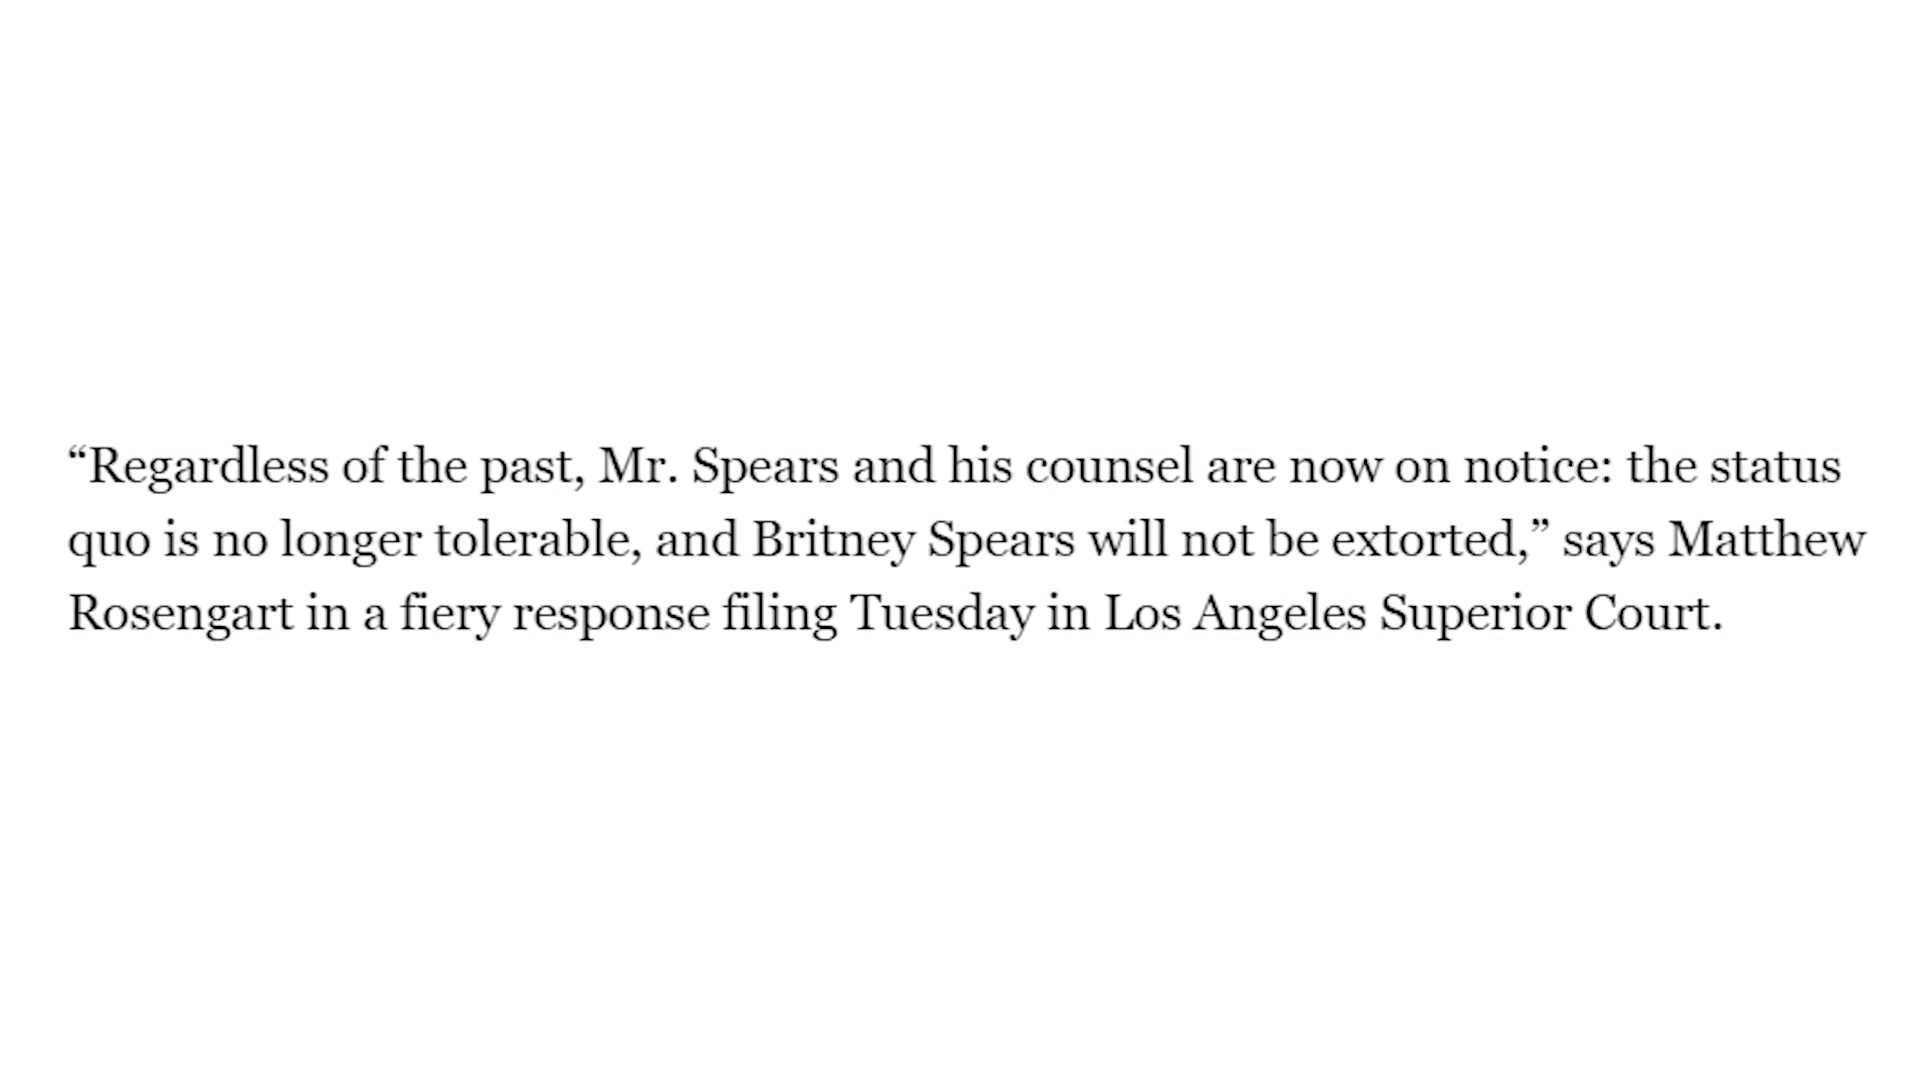 “Regardless of the past, Mr. Spears and his counsel are now on notice: the status
quo is no longer tolerable, and Britney Spears will not be extorted,” says Matthew
Rosengart in a fiery response filing Tuesday in Los Angeles Superior Court.